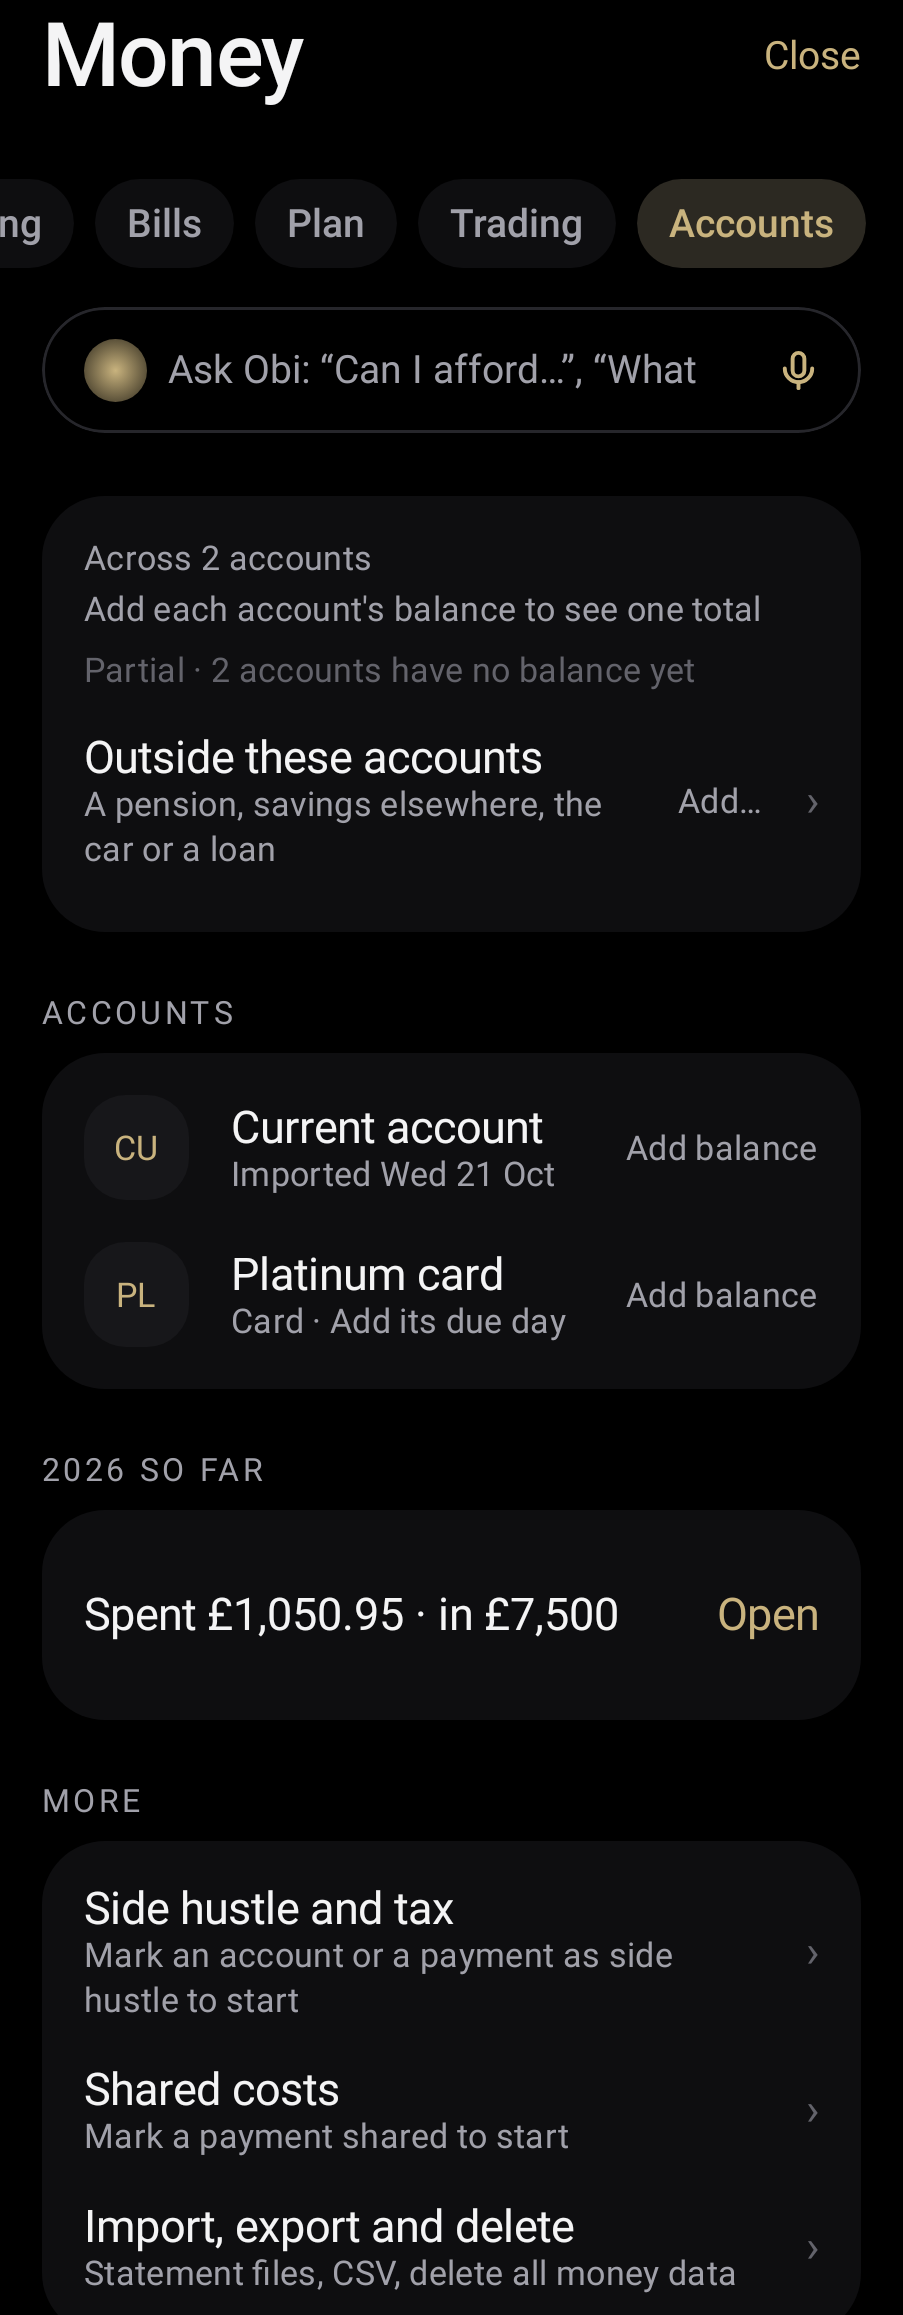 Money
Close
ng
Bills
Plan
Trading
Accounts
Ask Obi: “Can I afford…”, “What
Across 2 accounts
Add each account's balance to see one total
Partial · 2 accounts have no balance yet
Outside these accounts
A pension, savings elsewhere, the
car or a loan
Add…
CU
ACCOUNTS
Current account
Imported Wed 21 Oct
Add balance
PL
Platinum card
Card · Add its due day
Add balance
2026 SO FAR
Spent £1,050.95 · in £7,500
Open
MORE
Side hustle and tax
Mark an account or a payment as side
hustle to start
Shared costs
Mark a payment shared to start
Import, export and delete
Statement files, CSV, delete all money data